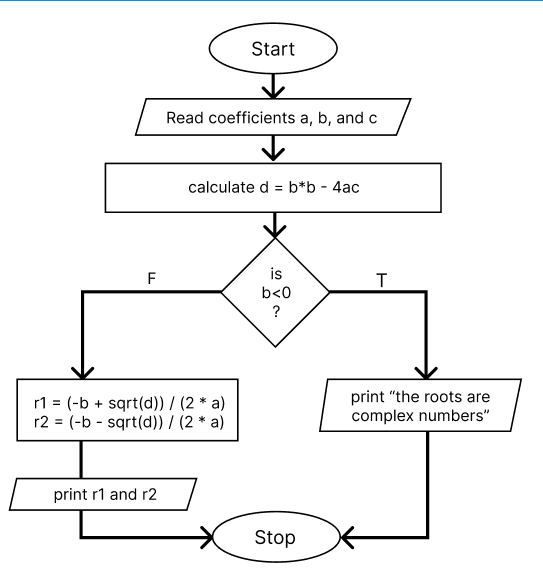 Start
Read coefficients a, b, and c
calculate d = b*b - 4ac
is
b<0
?
F
T
r1 = (-b + sqrt(d)) / (2 * a)
r2 = (-b - sqrt(d)) / (2 * a)
print “the roots are
complex numbers”
print r1 and r2
Stop